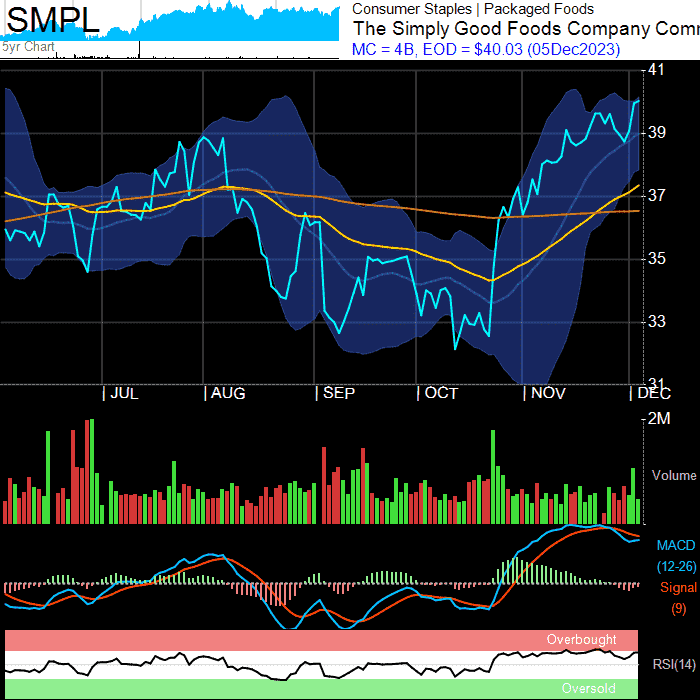 SMPL
5yr Chart
Consumer Staples | Packaged Foods
The Simply Good Foods Company Comm
MC = 4B, EOD = $40.03 (05Dec2023)
41
39
37
35
33
31
| JUL | AUG | SEP | OCT | NOV | DEC
2M
Volume
MACD
(12-26)
Signal
(9)
Overbought
RSI(14)
Oversold